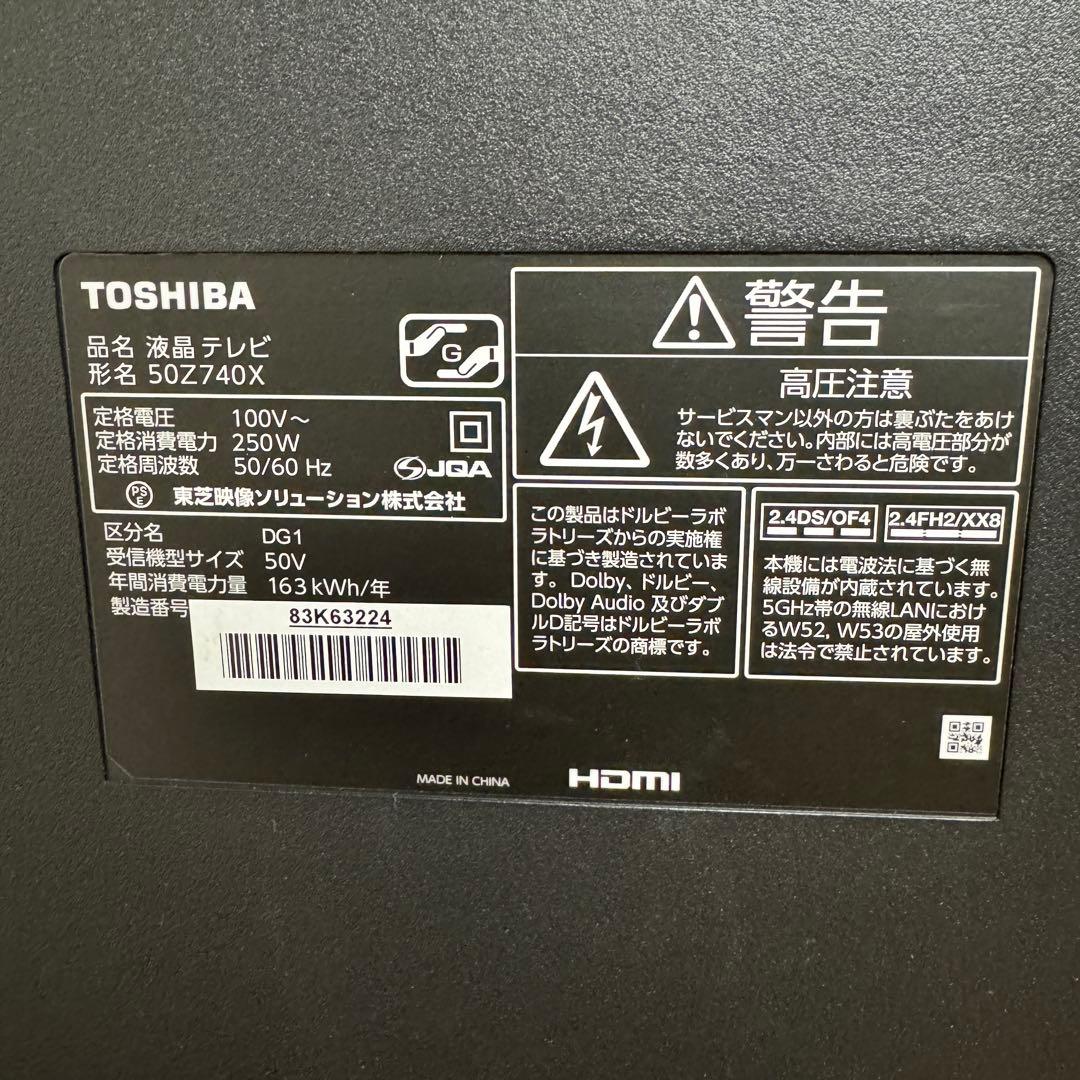 TOSHIBA
品名 液晶テレビ
形名 50Z740X
G
定格電圧 100V～
定格消費電力 250W
定格周波数 50/60 Hz
JQA
PSE 東芝映像ソリューション株式会社
区分名 DG1
受信機型サイズ 50V
年間消費電力量 163kWh/年
製造番号
83K63224
警告
高圧注意
サービスマン以外の方は裏ぶたをあけ
ないでください。内部には高電圧部分が
数多くあり、万一さわると危険です。
この製品はドルビーラボ
ラトリーズからの実施権
に基づき製造されていま
す。Dolby、ドルビー、
Dolby Audio 及びダブ
ルD記号はドルビーラボ
ラトリーズの商標です。
2.4DS/OF4 2.4FH2/XX8
本機には電波法に基づく無
線設備が内蔵されています。
5GHz帯の無線LANにおけ
るW52, W53の屋外使用
は法令で禁止されています。
MADE IN CHINA
HDMI